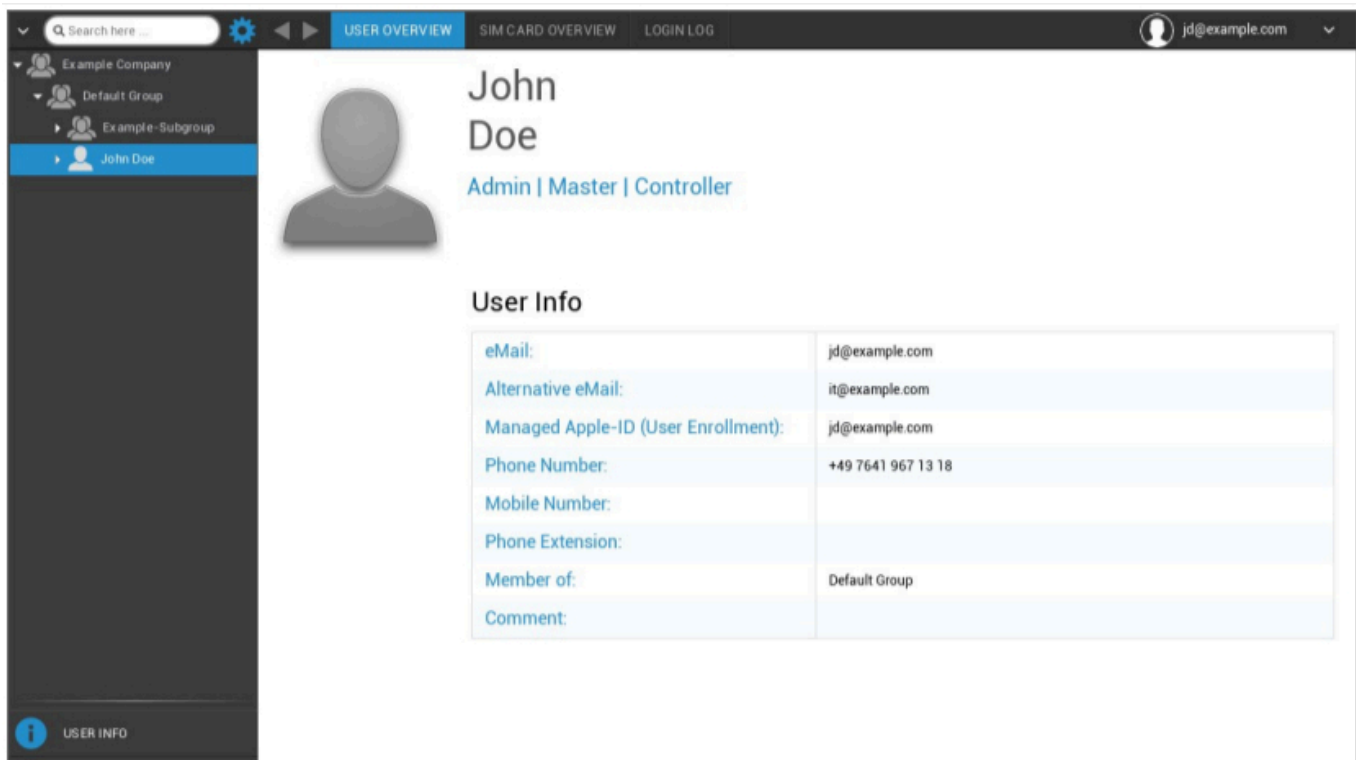 Search here ...
USER OVERVIEW
SIM CARD OVERVIEW
LOGIN LOG
jd@example.com
Example Company
Default Group
Example-Subgroup
John Doe
John
Doe
Admin | Master | Controller
User Info
eMail: jd@example.com
Alternative eMail: it@example.com
Managed Apple-ID (User Enrollment): jd@example.com
Phone Number: +49 7641 967 13 18
Mobile Number:
Phone Extension:
Member of: Default Group
Comment:
USER INFO